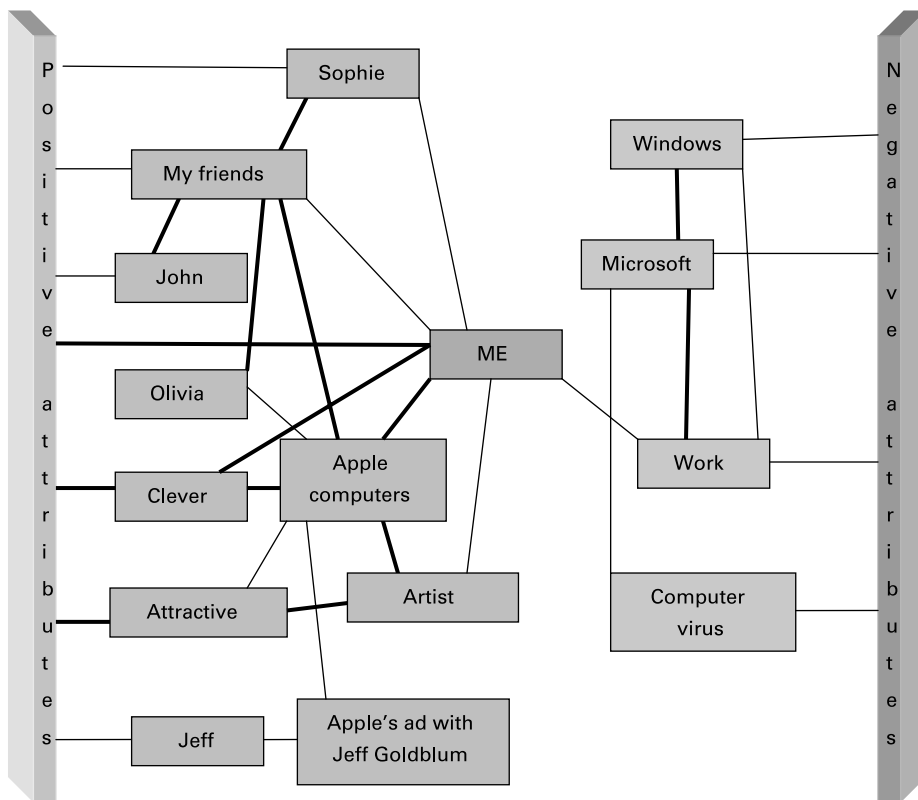 Positive attributes
Sophie
My friends
John
Olivia
Clever
Attractive
Jeff
ME
Apple
computers
Artist
Apple's ad with
Jeff Goldblum
Windows
Microsoft
Work
Computer
virus
Negative attributes